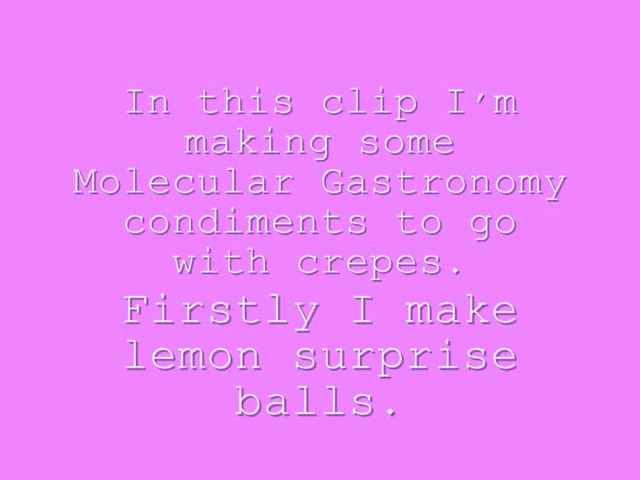 In this clip I’m
making some
Molecular Gastronomy
condiments to go
with crepes.
Firstly I make
lemon surprise
balls.